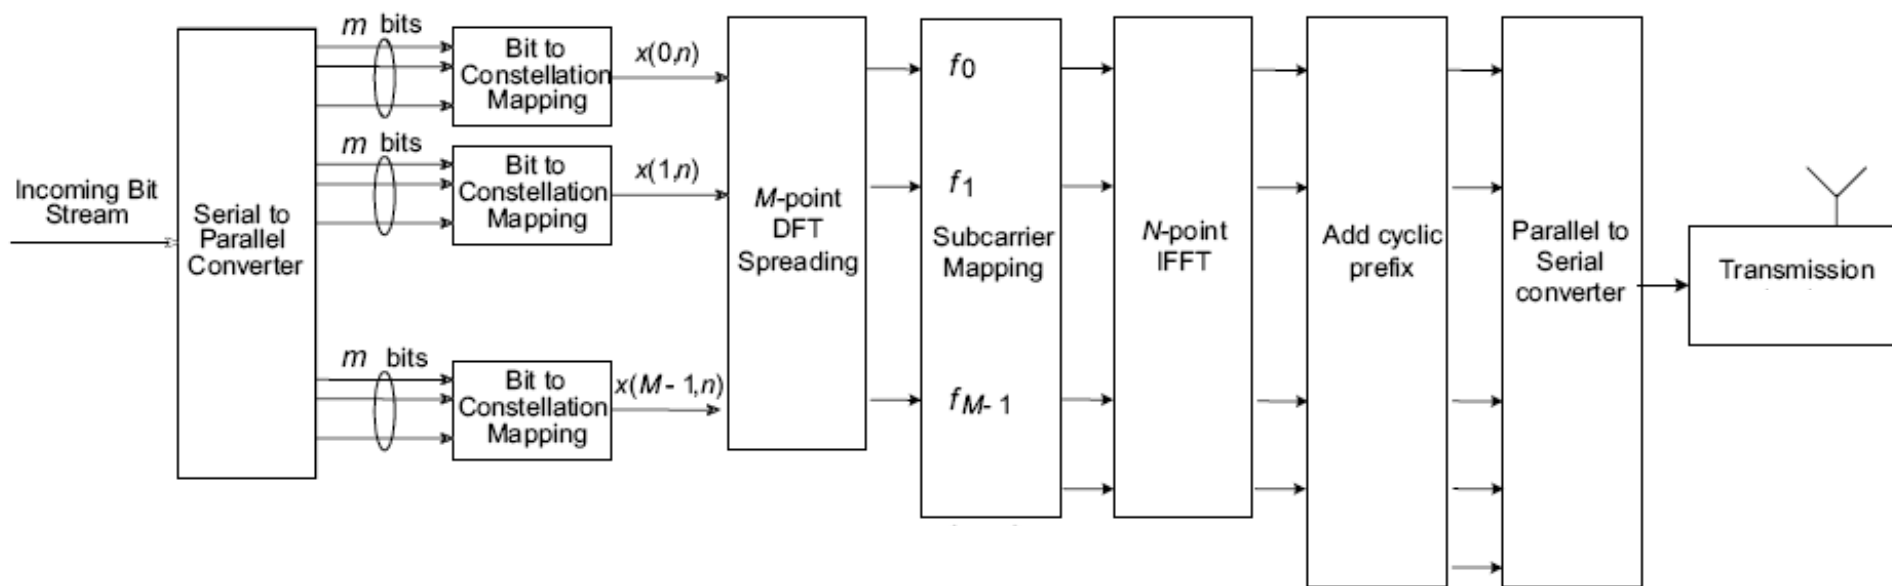 Incoming Bit
Stream
Serial to
Parallel
Converter
m bits
m bits
m bits
Bit to
Constellation
Mapping
Bit to
Constellation
Mapping
Bit to
Constellation
Mapping
x(0,n)
x(1,n)
x(M-1,n)
M-point
DFT
Spreading
f0
f1
Subcarrier
Mapping
fM-1
N-point
IFFT
Add cyclic
prefix
Parallel to
Serial
converter
Transmission